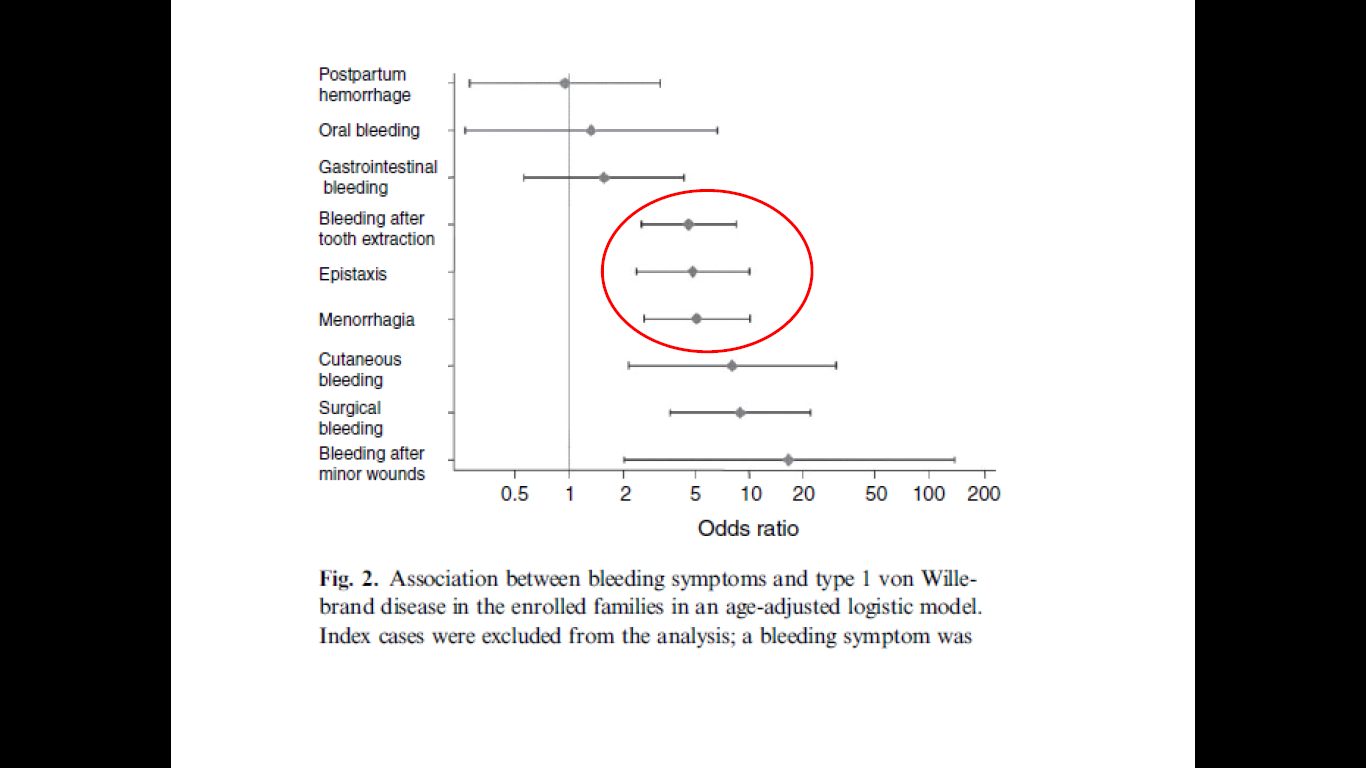 Postpartum
hemorrhage
Oral bleeding
Gastrointestinal
bleeding
Bleeding after
tooth extraction
Epistaxis
Menorrhagia
Cutaneous
bleeding
Surgical
bleeding
Bleeding after
minor wounds
0.5 1 2 5 10 20 50 100 200
Odds ratio
Fig. 2. Association between bleeding symptoms and type 1 von Wille-
brand disease in the enrolled families in an age-adjusted logistic model.
Index cases were excluded from the analysis; a bleeding symptom was